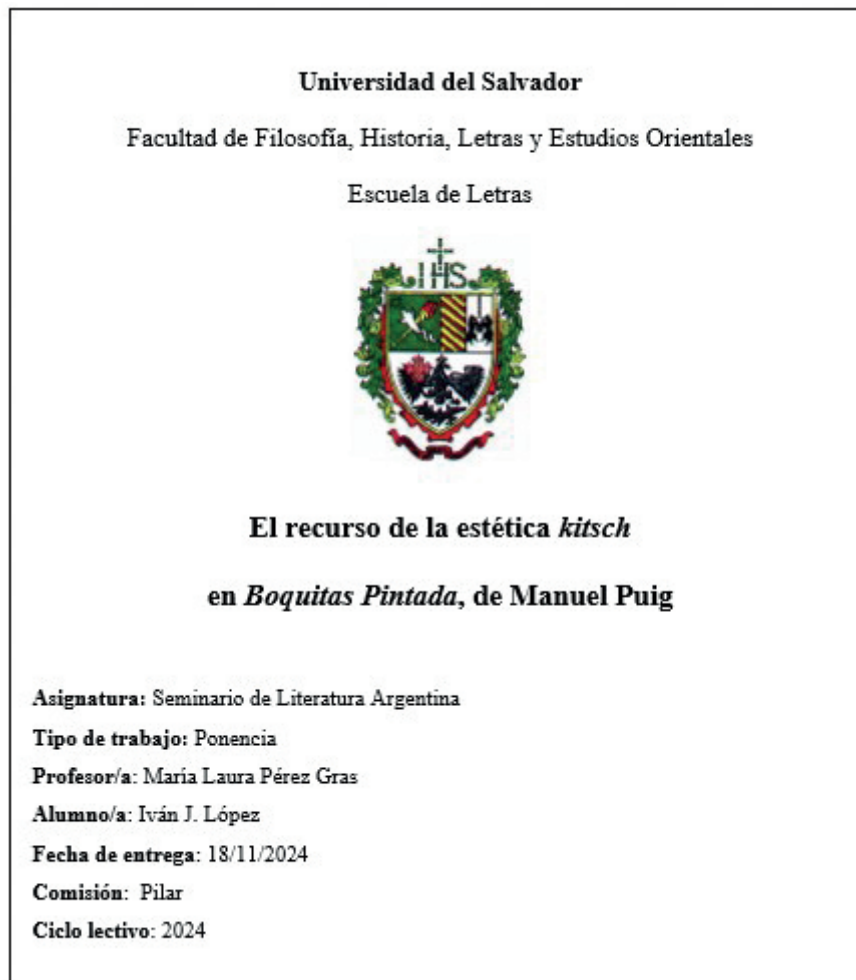 Universidad del Salvador
Facultad de Filosofía, Historia, Letras y Estudios Orientales
Escuela de Letras
IHS
El recurso de la estética kitsch
en Boquitas Pintada, de Manuel Puig
Asignatura: Seminario de Literatura Argentina
Tipo de trabajo: Ponencia
Profesor/a: María Laura Pérez Gras
Alumno/a: Iván J. López
Fecha de entrega: 18/11/2024
Comisión: Pilar
Ciclo lectivo: 2024